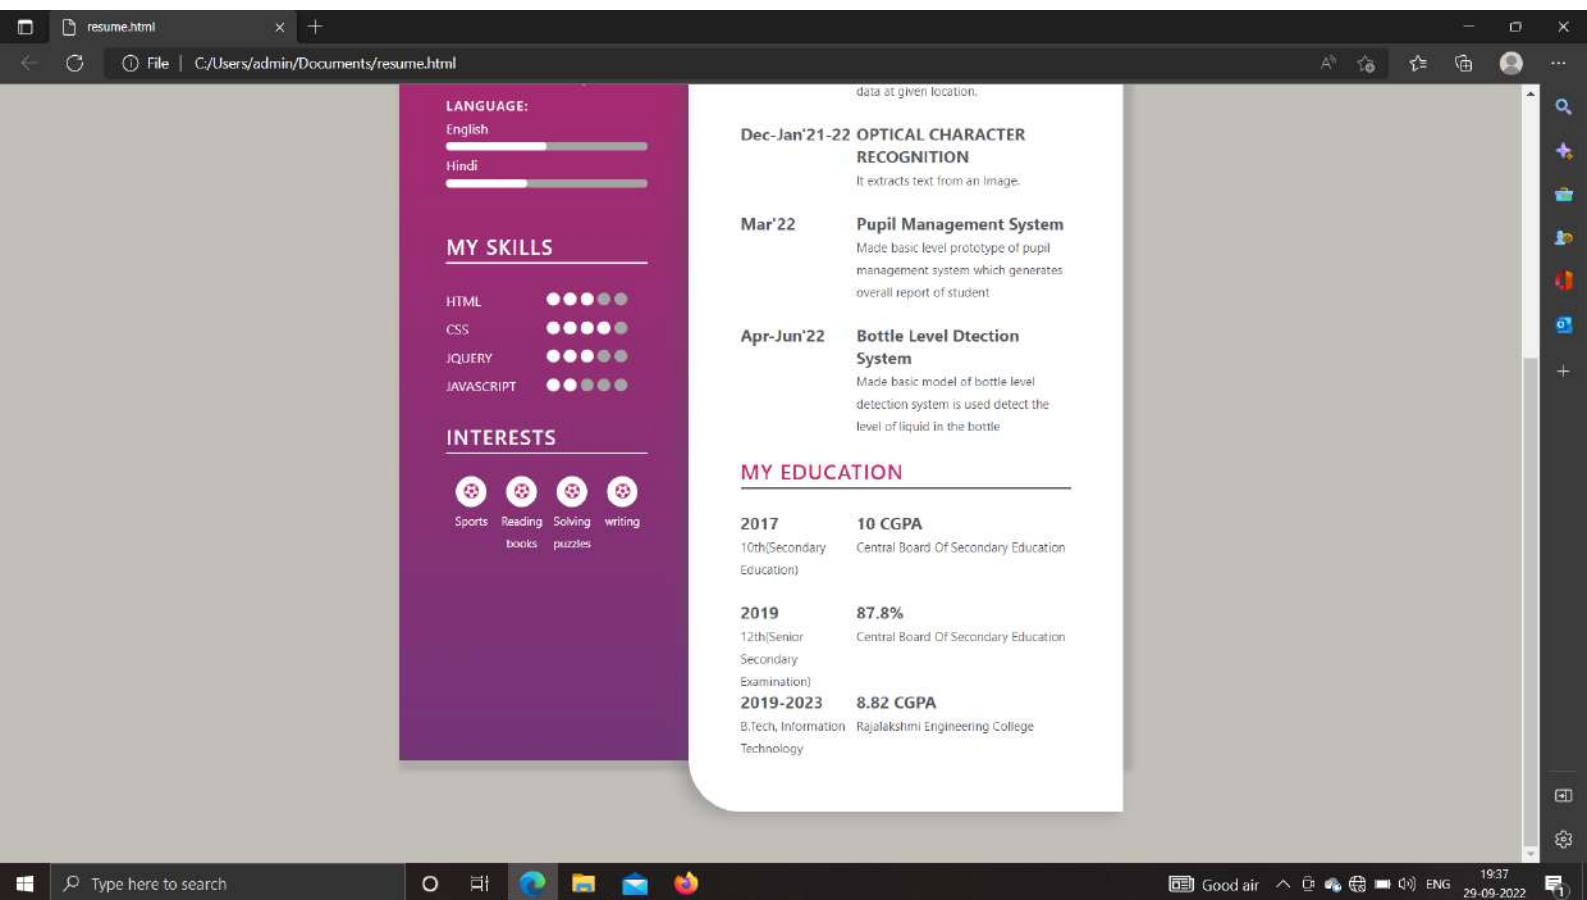 resume.html
File | C:/Users/admin/Documents/resume.html
LANGUAGE:
English
Hindi
MY SKILLS
HTML
CSS
JQUERY
JAVASCRIPT
INTERESTS
Sports Reading Solving writing
books puzzles
data at given location.
Dec-Jan'21-22 OPTICAL CHARACTER
RECOGNITION
It extracts text from an Image.
Mar'22 Pupil Management System
Made basic level prototype of pupil
management system which generates
overall report of student
Apr-Jun'22 Bottle Level Dtection
System
Made basic model of bottle level
detection system is used detect the
level of liquid in the bottle
MY EDUCATION
2017 10 CGPA
10th(Secondary Central Board Of Secondary Education
Education)
2019 87.8%
12th(Senior Central Board Of Secondary Education
Secondary
Examination)
2019-2023 8.82 CGPA
B.Tech, Information Rajalakshmi Engineering College
Technology
Type here to search
Good air ENG 19:37
29-09-2022